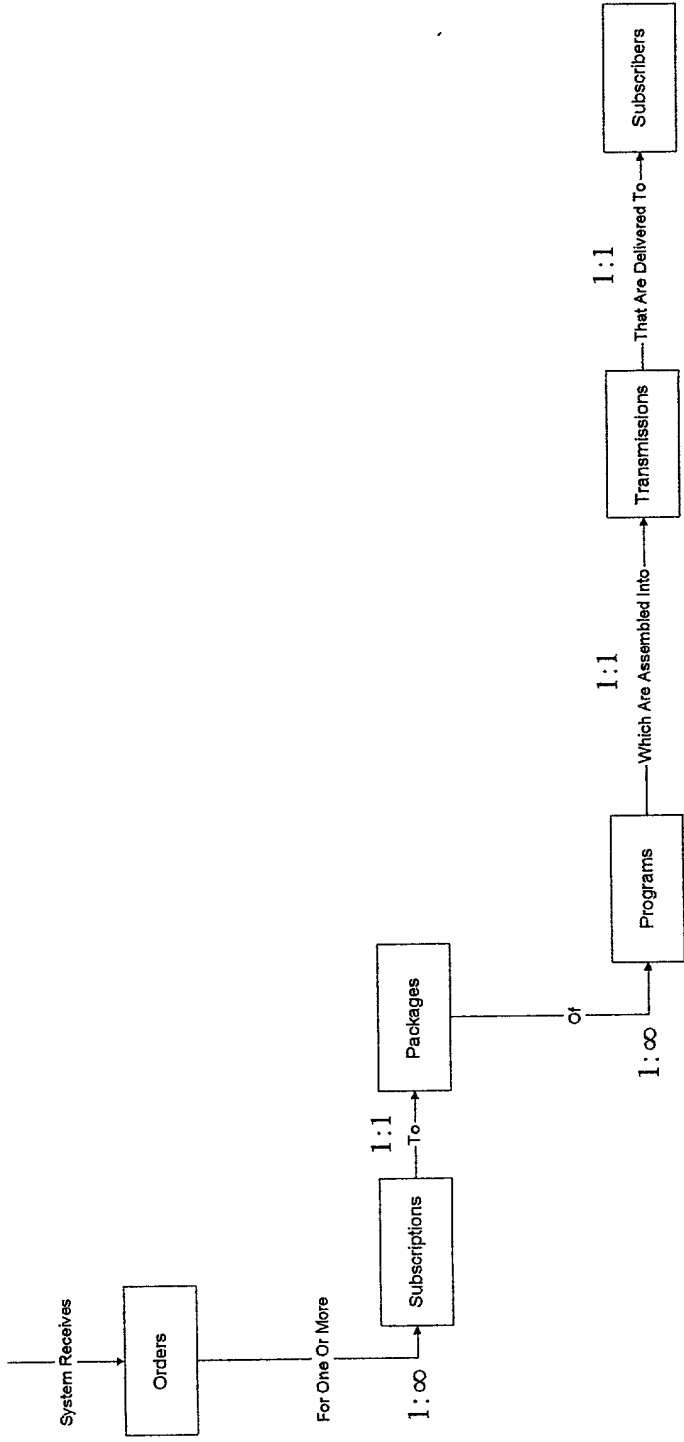 System Receives
Orders
For One Or More
1:∞
Subscriptions
1:1
To
Packages
Of
1:∞
Programs
1:1
Which Are Assembled Into
Transmissions
1:1
That Are Delivered To
Subscribers